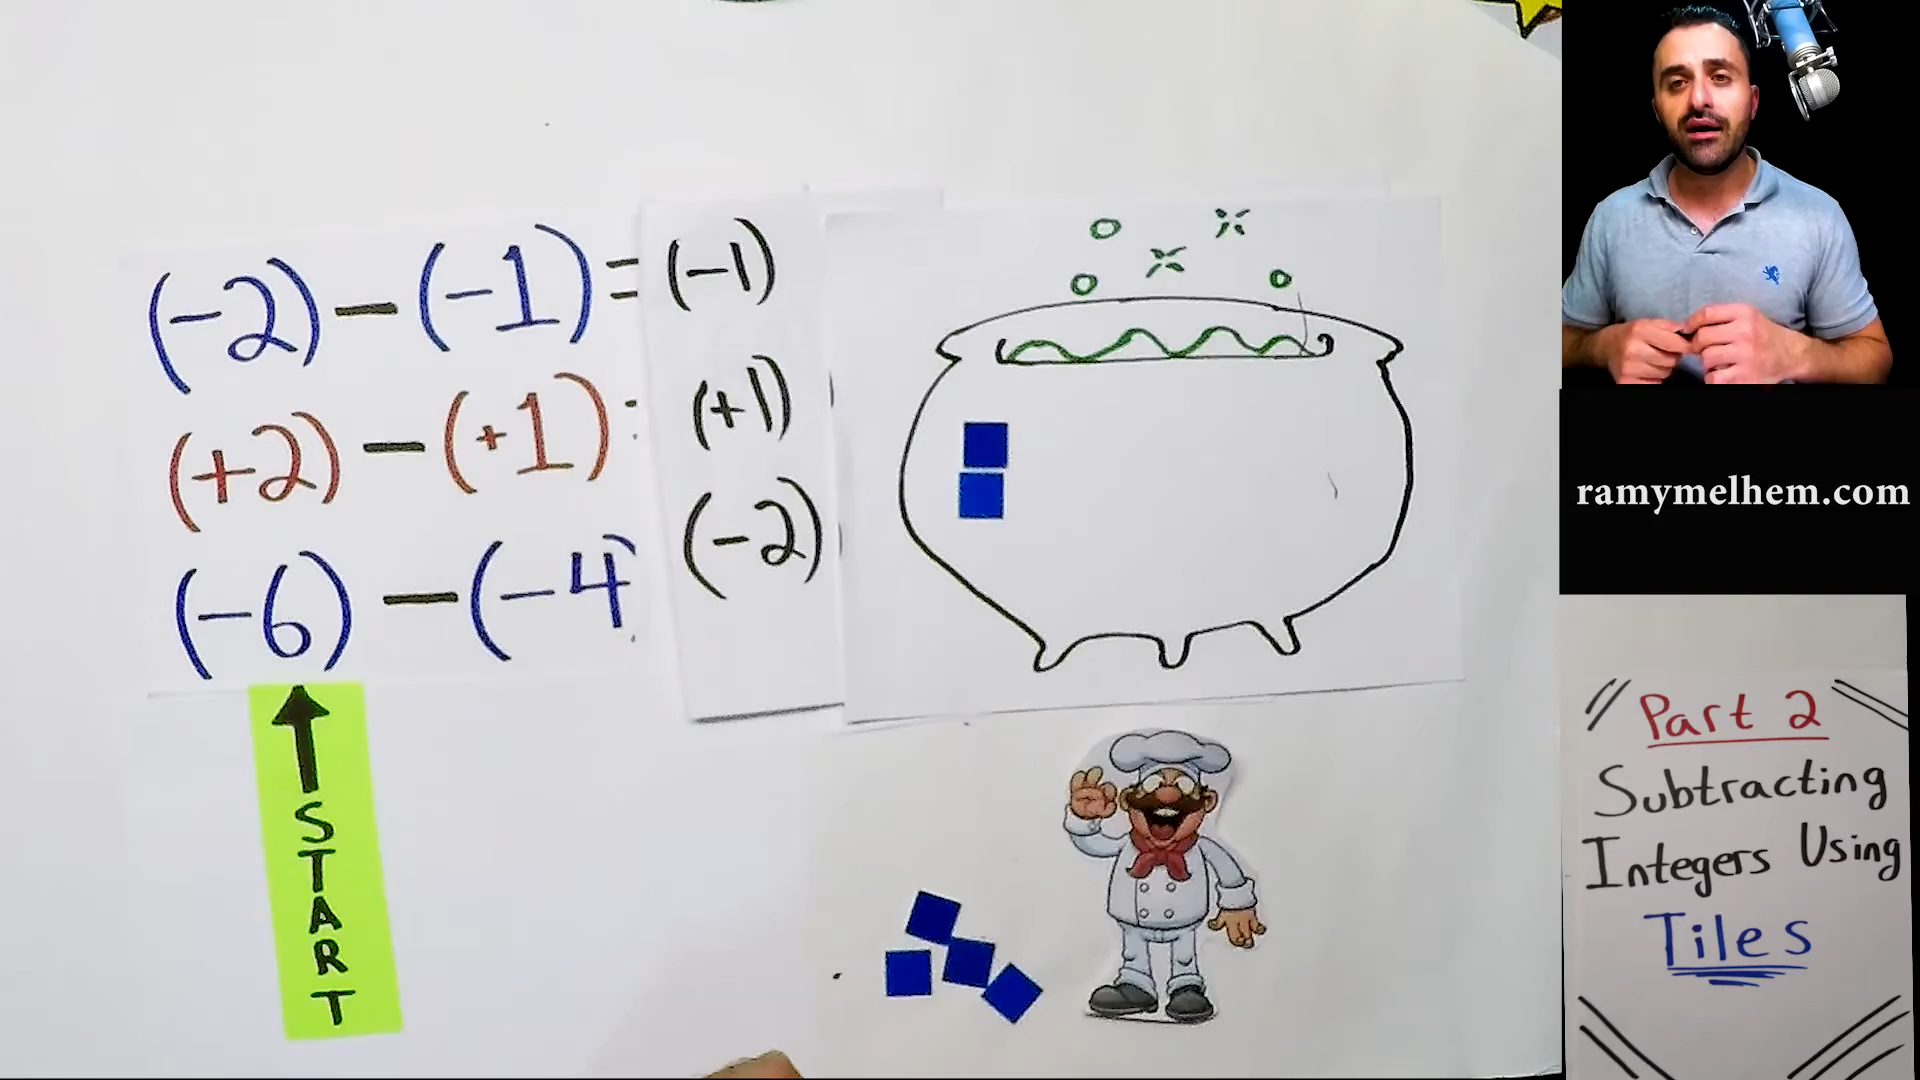 (-2) - (-1) = (-1)
(+2) - (+1) (+1)
(-6) - (-4) (-2)
START
ramymelhem.com
Part 2
Subtracting
Integers Using
Tiles